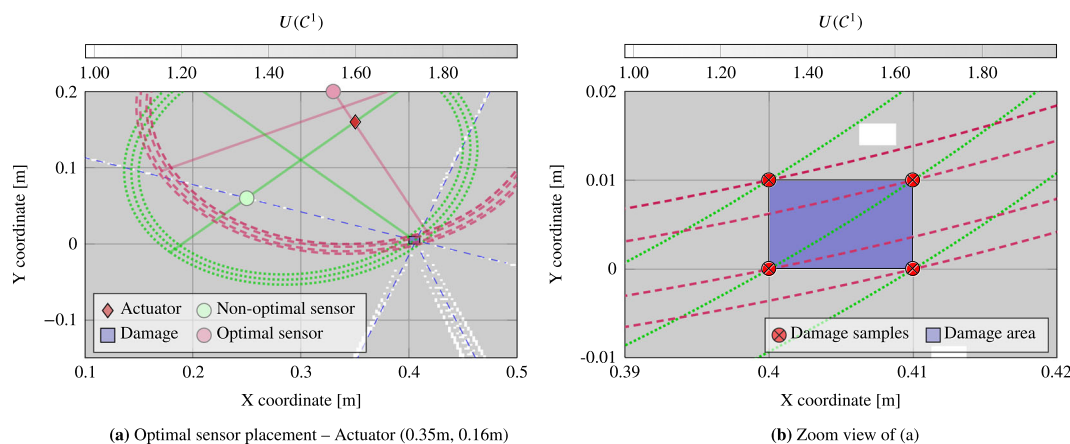 U(C¹) U(C¹)
1.00 1.20 1.40 1.60 1.80 1.00 1.20 1.40 1.60 1.80
0.2 0.02
0.1 0.01
0 0
−0.1 -0.01
Y coordinate [m] Y coordinate [m]
Actuator Non-optimal sensor
Damage Optimal sensor
Damage samples Damage area
0.1 0.2 0.3 0.4 0.5 0.39 0.4 0.41 0.42
X coordinate [m] X coordinate [m]
(a) Optimal sensor placement – Actuator (0.35m, 0.16m) (b) Zoom view of (a)